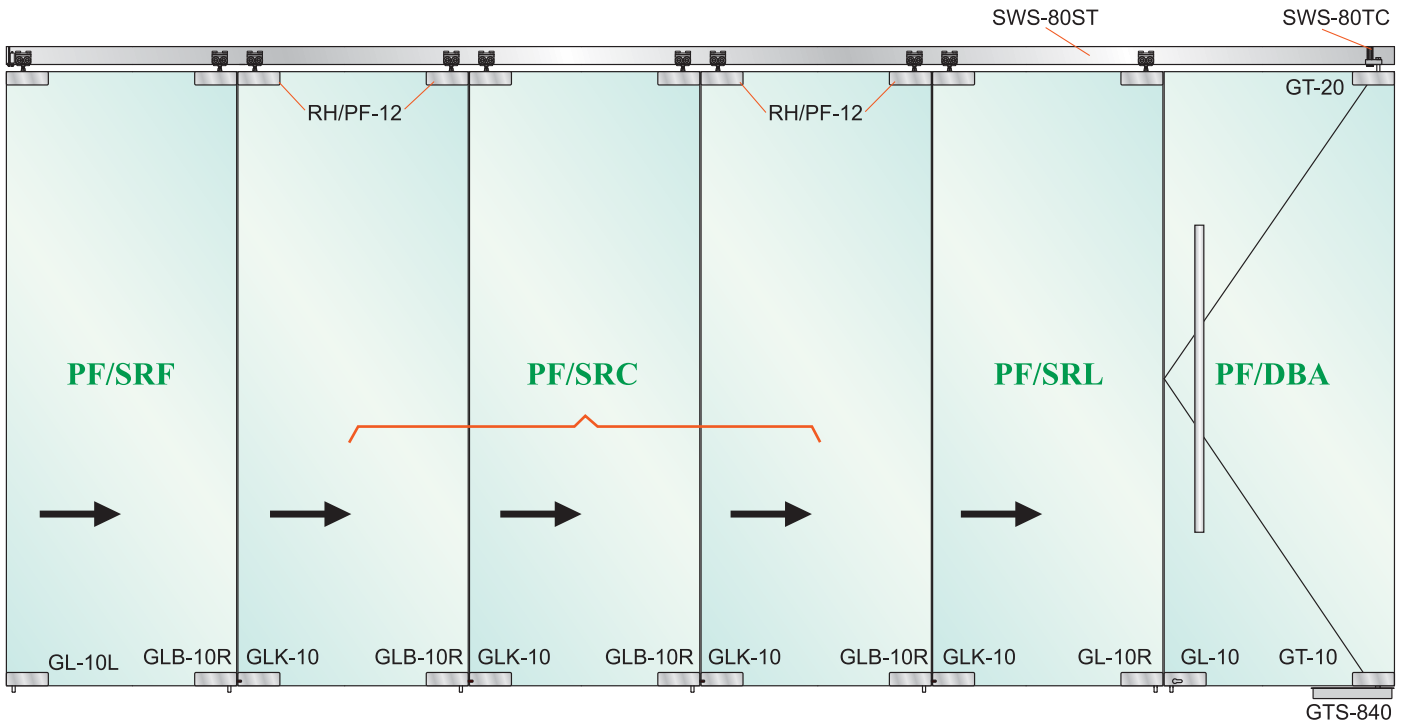 SWS-80ST
SWS-80TC
GT-20
RH/PF-12
RH/PF-12
PF/SRF
PF/SRC
PF/SRL
PF/DBA
GL-10L
GLB-10R
GLK-10
GLB-10R
GLK-10
GLB-10R
GLK-10
GLB-10R
GLK-10
GL-10R
GL-10
GT-10
GTS-840